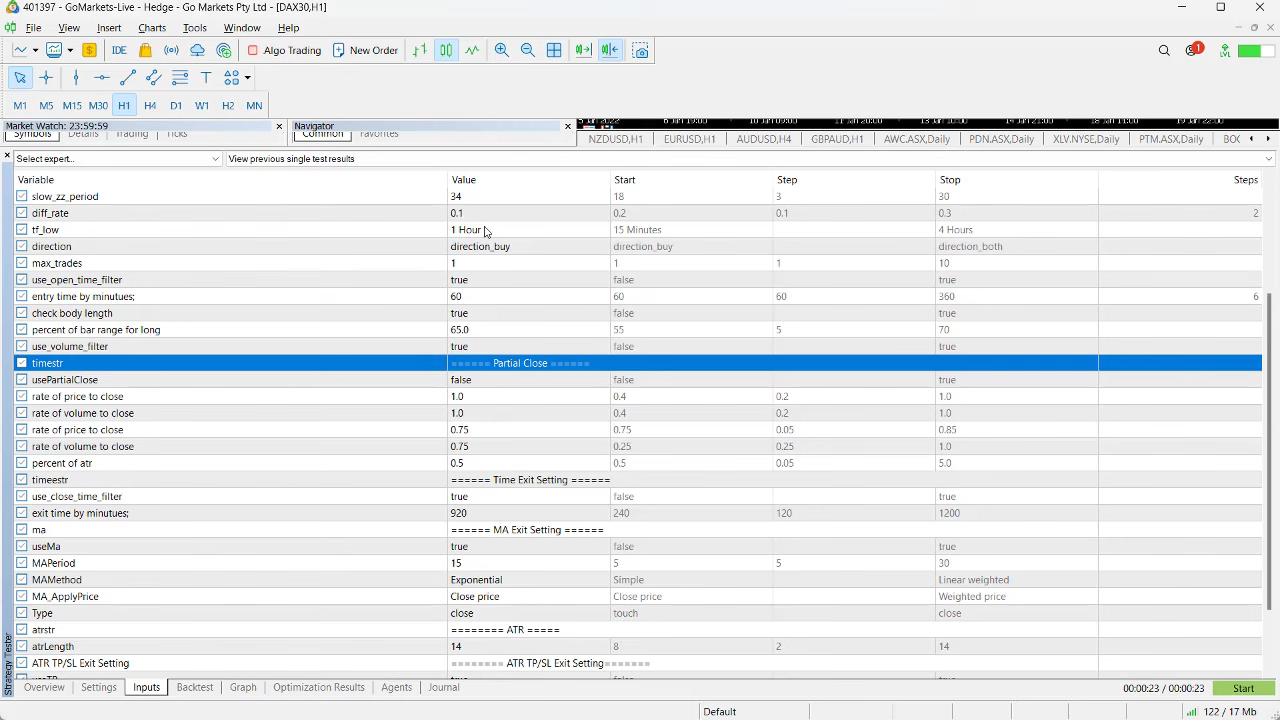 401397 - GoMarkets-Live - Hedge - Go Markets Pty Ltd - [DAX30,H1]
File View Insert Charts Tools Window Help
IDE Algo Trading New Order 1 LVL
T
M1 M5 M15 M30 H1 H4 D1 W1 H2 MN
Market Watch: 23:59:59 Navigator
Symbols Details Trading Ticks Common Favorites
NZDUSD,H1 EURUSD,H1 AUDUSD,H4 GBPAUD,H1 AWC.ASX,Daily PDN.ASX,Daily XLV.NYSE,Daily PTM.ASX,Daily BO
Select expert... View previous single test results
Variable Value Start Step Stop Steps
slow_zz_period 34 18 3 30
diff_rate 0.1 0.2 0.1 0.3 2
tf_low 1 Hour 15 Minutes 4 Hours
direction direction_buy direction_buy direction_both
max_trades 1 1 1 10
use_open_time_filter true false true
entry time by minutues; 60 60 60 360 6
check body length true false true
percent of bar range for long 65.0 55 5 70
use_volume_filter true false true
timestr ====== Partial Close ======
usePartialClose false false true
rate of price to close 1.0 0.4 0.2 1.0
rate of volume to close 1.0 0.4 0.2 1.0
rate of price to close 0.75 0.75 0.05 0.85
rate of volume to close 0.75 0.25 0.25 1.0
percent of atr 0.5 0.5 0.05 5.0
timeestr ====== Time Exit Setting ======
use_close_time_filter true false true
exit time by minutues; 920 240 120 1200
ma ====== MA Exit Setting ======
useMa true false true
MAPeriod 15 5 5 30
MAMethod Exponential Simple Linear weighted
MA_ApplyPrice Close price Close price Weighted price
Type close touch close
atrstr ======== ATR =====
atrLength 14 8 2 14
ATR TP/SL Exit Setting ======== ATR TP/SL Exit Setting=======
Strategy Tester
Overview Settings Inputs Backtest Graph Optimization Results Agents Journal 00:00:23 / 00:00:23 Start
Default 122 / 17 Mb